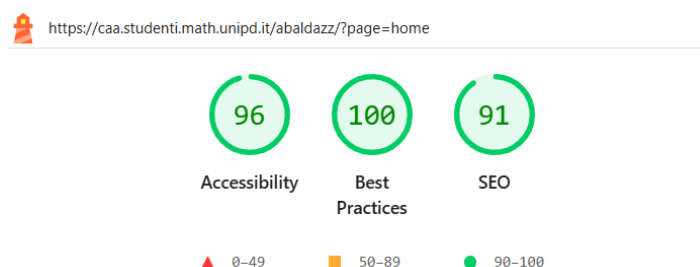 https://caa.studenti.math.unipd.it/abaldazz/?page=home
96 100 91
Accessibility Best Practices SEO
0–49 50–89 90–100